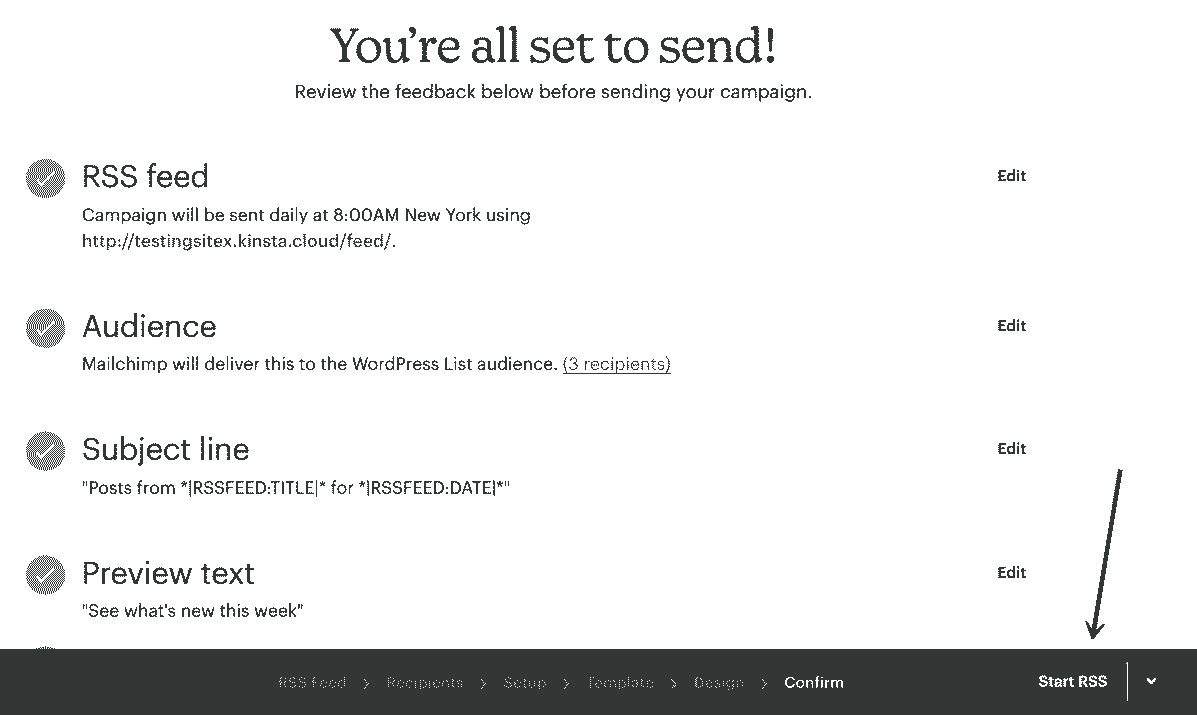 You're all set to send!
Review the feedback below before sending your campaign.
RSS feed
Edit
Campaign will be sent daily at 8:00AM New York using
http://testingsitex.kinsta.cloud/feed/.
Audience
Edit
Mailchimp will deliver this to the WordPress List audience. (3 recipients)
Subject line
Edit
"Posts from *|RSSFEED:TITLE|* for *|RSSFEED:DATE|*"
Preview text
Edit
"See what's new this week"
RSS Feed > Recipients > Setup > Template > Design > Confirm
Start RSS